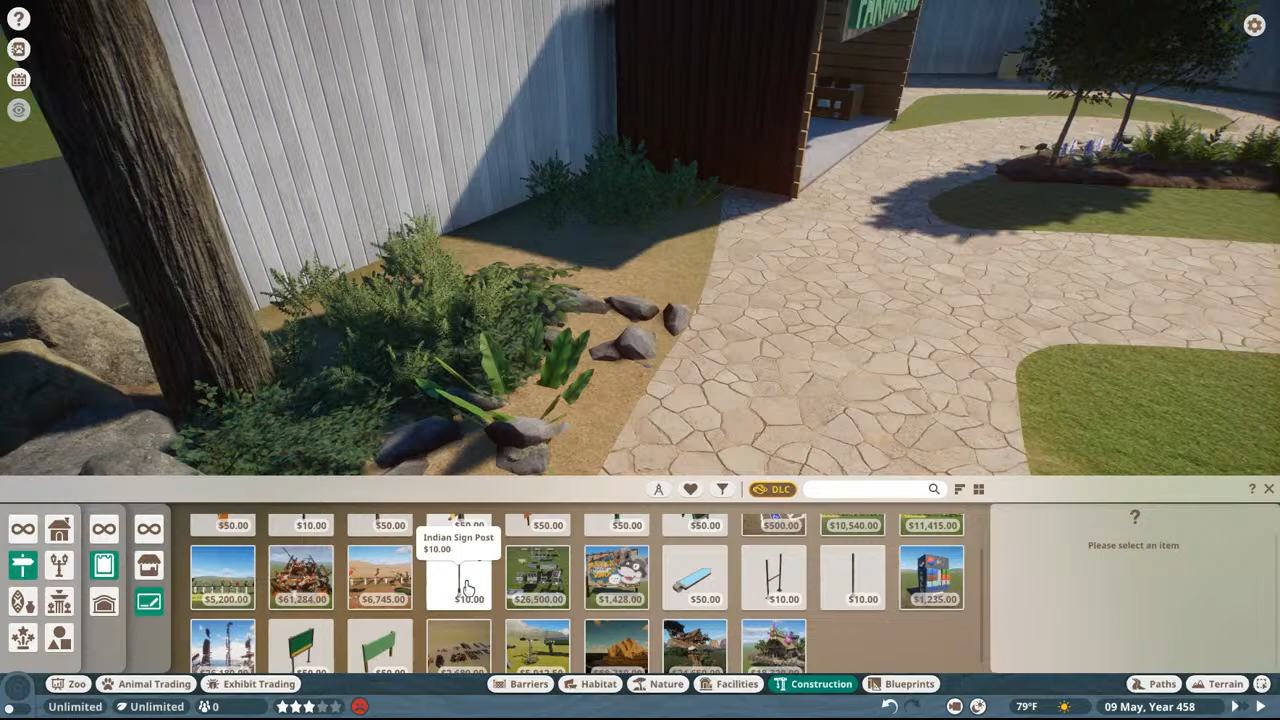 DLC
?
$50.00 $10.00 $50.00 $50.00 $50.00 $50.00 $50.00 $500.00 $10,540.00 $11,415.00
Indian Sign Post
$10.00
?
Please select an item
$5,200.00 $61,284.00 $6,745.00 $10.00 $26,500.00 $1,428.00 $50.00 $10.00 $10.00 $1,235.00
Zoo Animal Trading Exhibit Trading Barriers Habitat Nature Facilities Construction Blueprints Paths Terrain
Unlimited Unlimited 0 79°F 09 May, Year 458